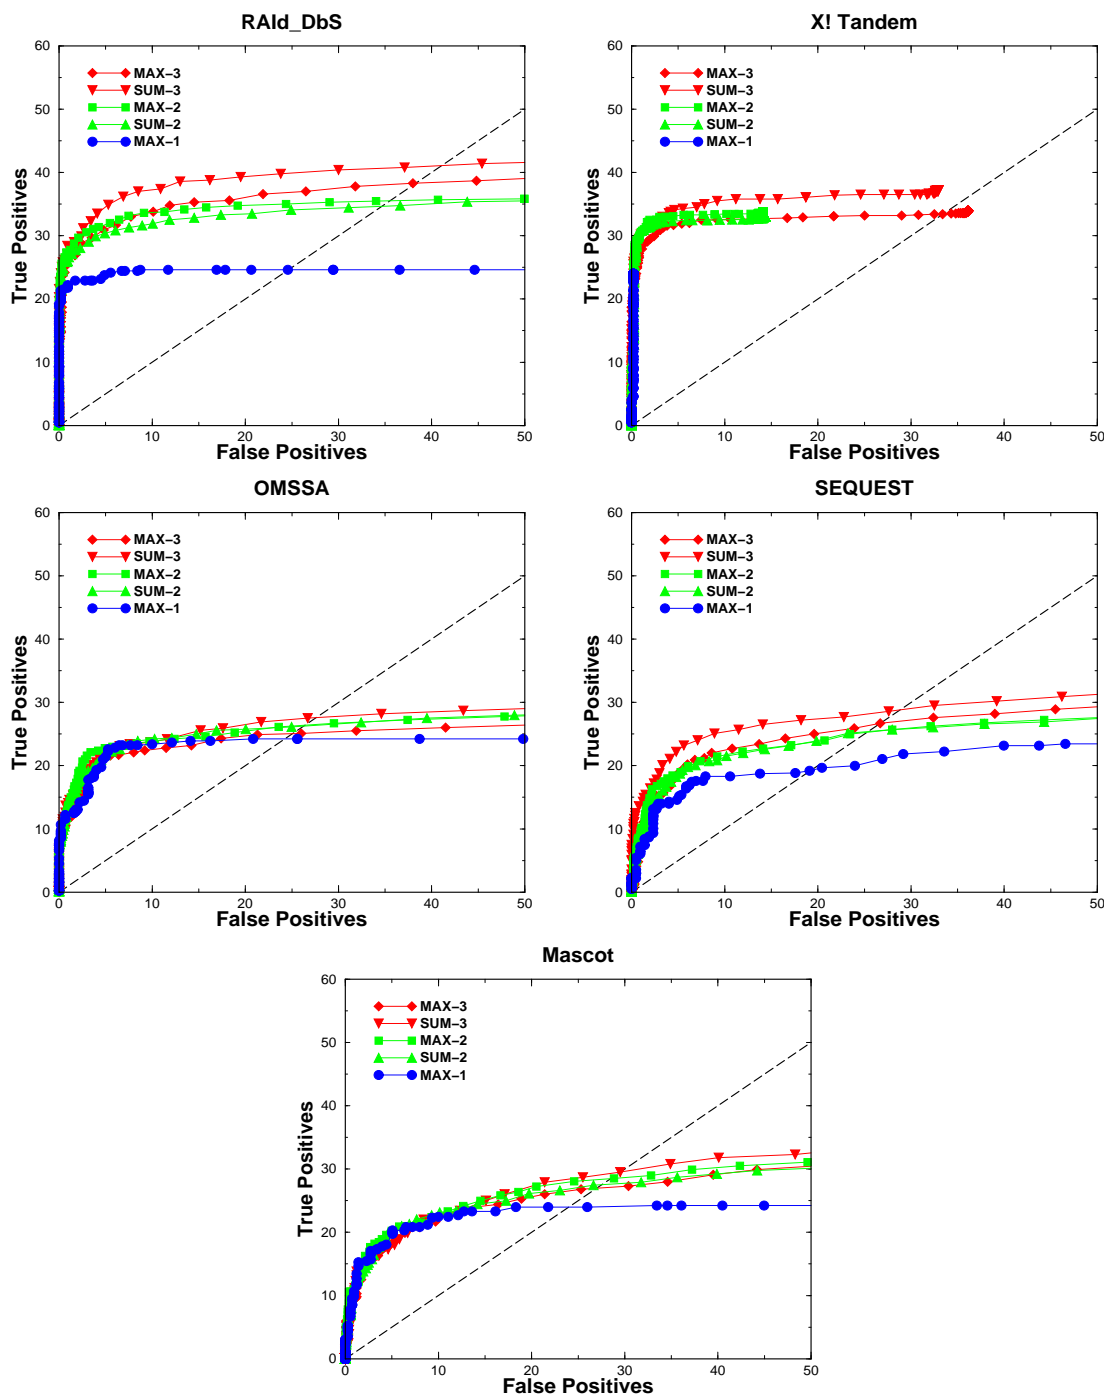 RAId_DbS
60
50
40
30
20
10
0
True Positives
MAX-3
SUM-3
MAX-2
SUM-2
MAX-1
0 10 20 30 40 50
False Positives
X! Tandem
60
50
40
30
20
10
0
True Positives
MAX-3
SUM-3
MAX-2
SUM-2
MAX-1
0 10 20 30 40 50
False Positives
OMSSA
60
50
40
30
20
10
0
True Positives
MAX-3
SUM-3
MAX-2
SUM-2
MAX-1
0 10 20 30 40 50
False Positives
SEQUEST
60
50
40
30
20
10
0
True Positives
MAX-3
SUM-3
MAX-2
SUM-2
MAX-1
0 10 20 30 40 50
False Positives
Mascot
60
50
40
30
20
10
0
True Positives
MAX-3
SUM-3
MAX-2
SUM-2
MAX-1
0 10 20 30 40 50
False Positives